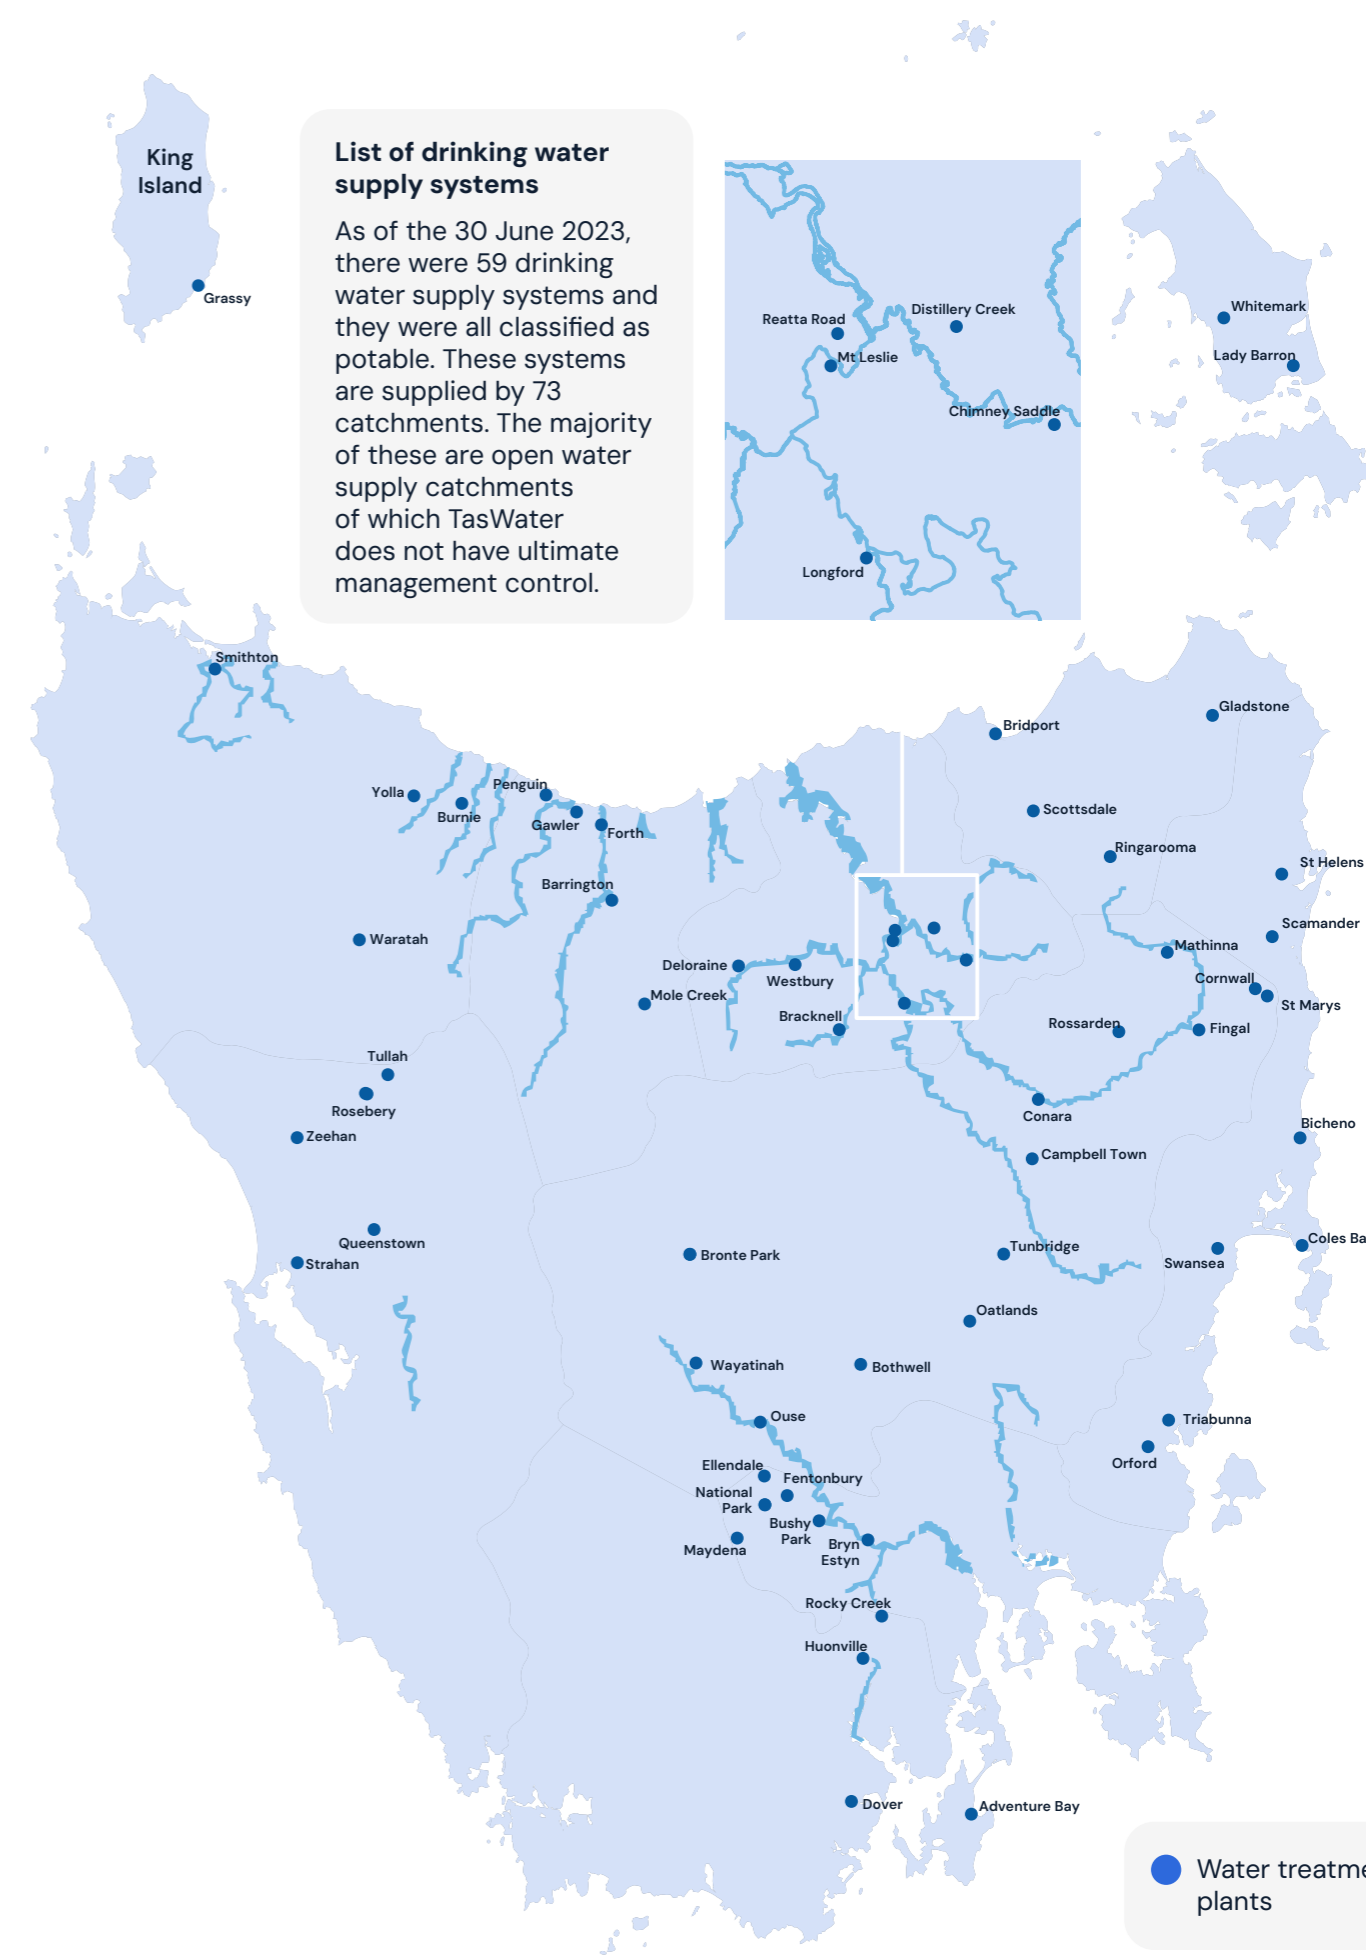 King
Island
Grassy
List of drinking water
supply systems
As of the 30 June 2023,
there were 59 drinking
water supply systems and
they were all classified as
potable. These systems
are supplied by 73
catchments. The majority
of these are open water
supply catchments
of which TasWater
does not have ultimate
management control.
Reatta Road
Distillery Creek
Mt Leslie
Chimney Saddle
Longford
Whitemark
Lady Barron
Smithton
Gladstone
Bridport
Yolla
Penguin
Burnie
Gawler
Forth
Scottsdale
Ringarooma
St Helens
Barrington
Scamander
Waratah
Mathinna
Deloraine
Westbury
Cornwall
Mole Creek
St Marys
Bracknell
Rossarden
Fingal
Tullah
Rosebery
Conara
Bicheno
Zeehan
Campbell Town
Queenstown
Strahan
Bronte Park
Tunbridge
Swansea
Coles Ba
Oatlands
Wayatinah
Bothwell
Ouse
Triabunna
Orford
Ellendale
Fentonbury
National
Park
Bushy
Park
Maydena
Bryn
Estyn
Rocky Creek
Huonville
Dover
Adventure Bay
Water treatme
plants